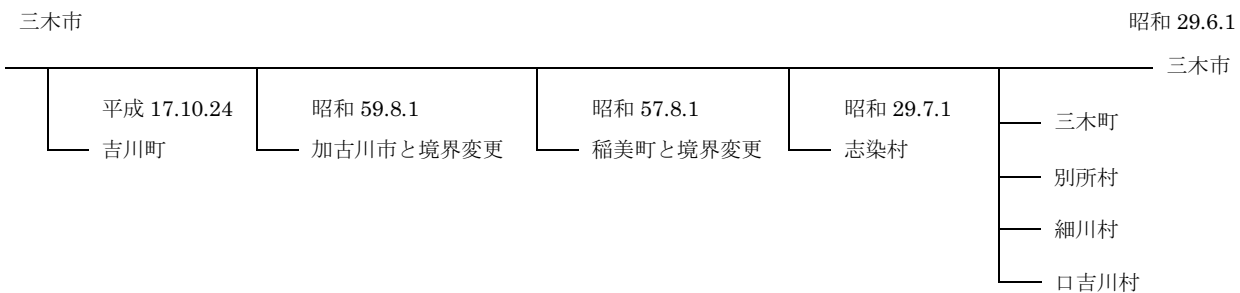 三木市
昭和 29.6.1
三木市
平成 17.10.24
吉川町
昭和 59.8.1
加古川市と境界変更
昭和 57.8.1
稲美町と境界変更
昭和 29.7.1
志染村
三木町
別所村
細川村
口吉川村